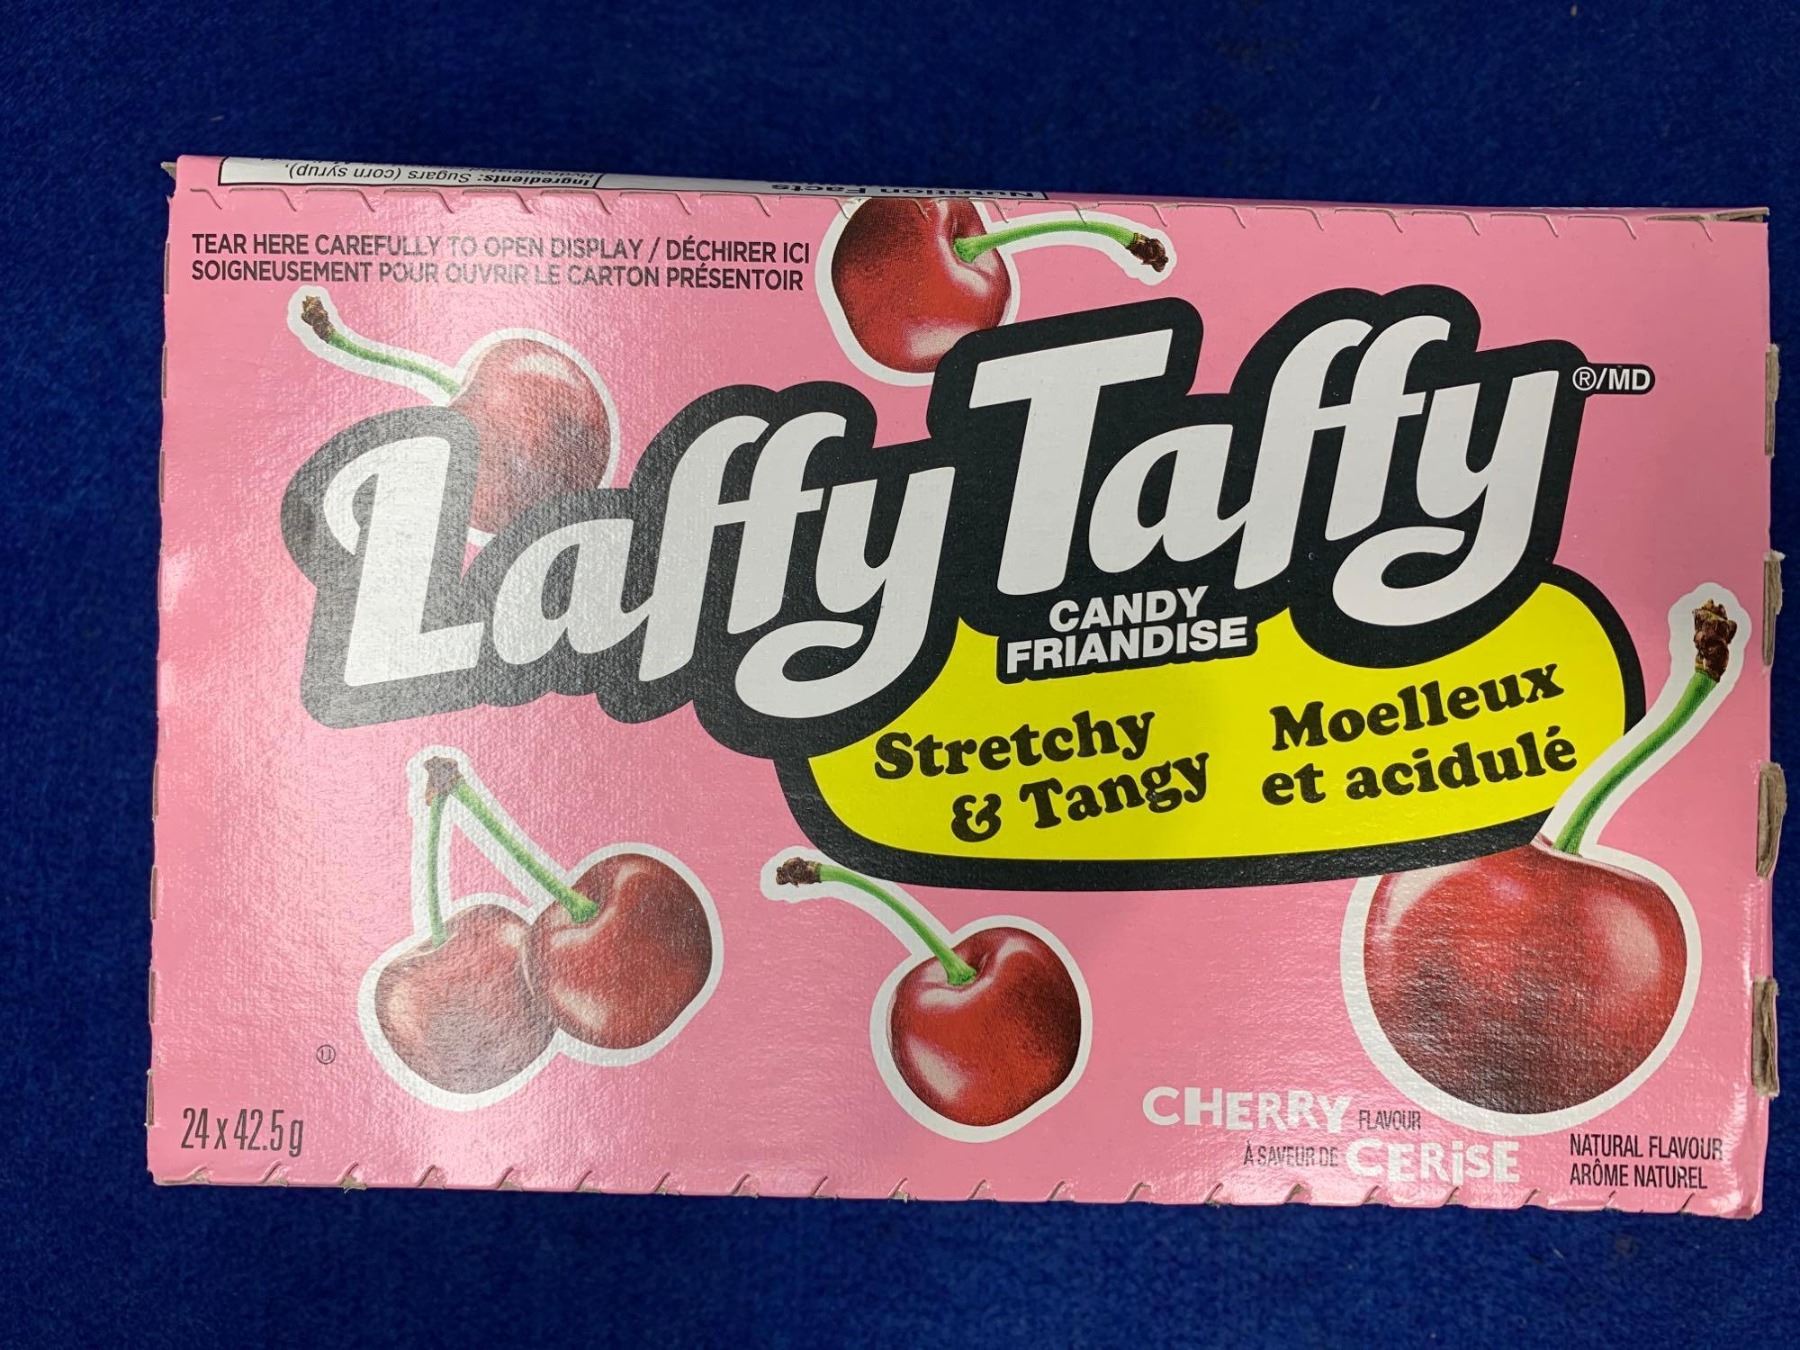 Ingredients: Sugars (corn syrup),
Nutrition Facts
TEAR HERE CAREFULLY TO OPEN DISPLAY / DÉCHIRER ICI
SOIGNEUSEMENT POUR OUVRIR LE CARTON PRÉSENTOIR
Laffy Taffy ®/MD
CANDY
FRIANDISE
Stretchy
& Tangy
Moelleux
et acidulé
U
24 x 42.5 g
CHERRY FLAVOUR
À SAVEUR DE CERISE
NATURAL FLAVOUR
ARÔME NATUREL